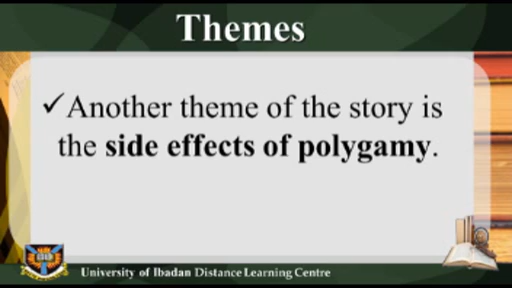 Themes
✓Another theme of the story is
the side effects of polygamy.
University of Ibadan Distance Learning Centre